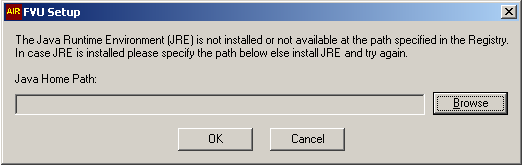 AIR FVU Setup
The Java Runtime Environment (JRE) is not installed or not available at the path specified in the Registry.
In case JRE is installed please specify the path below else install JRE and try again.
Java Home Path:
Browse
OK Cancel